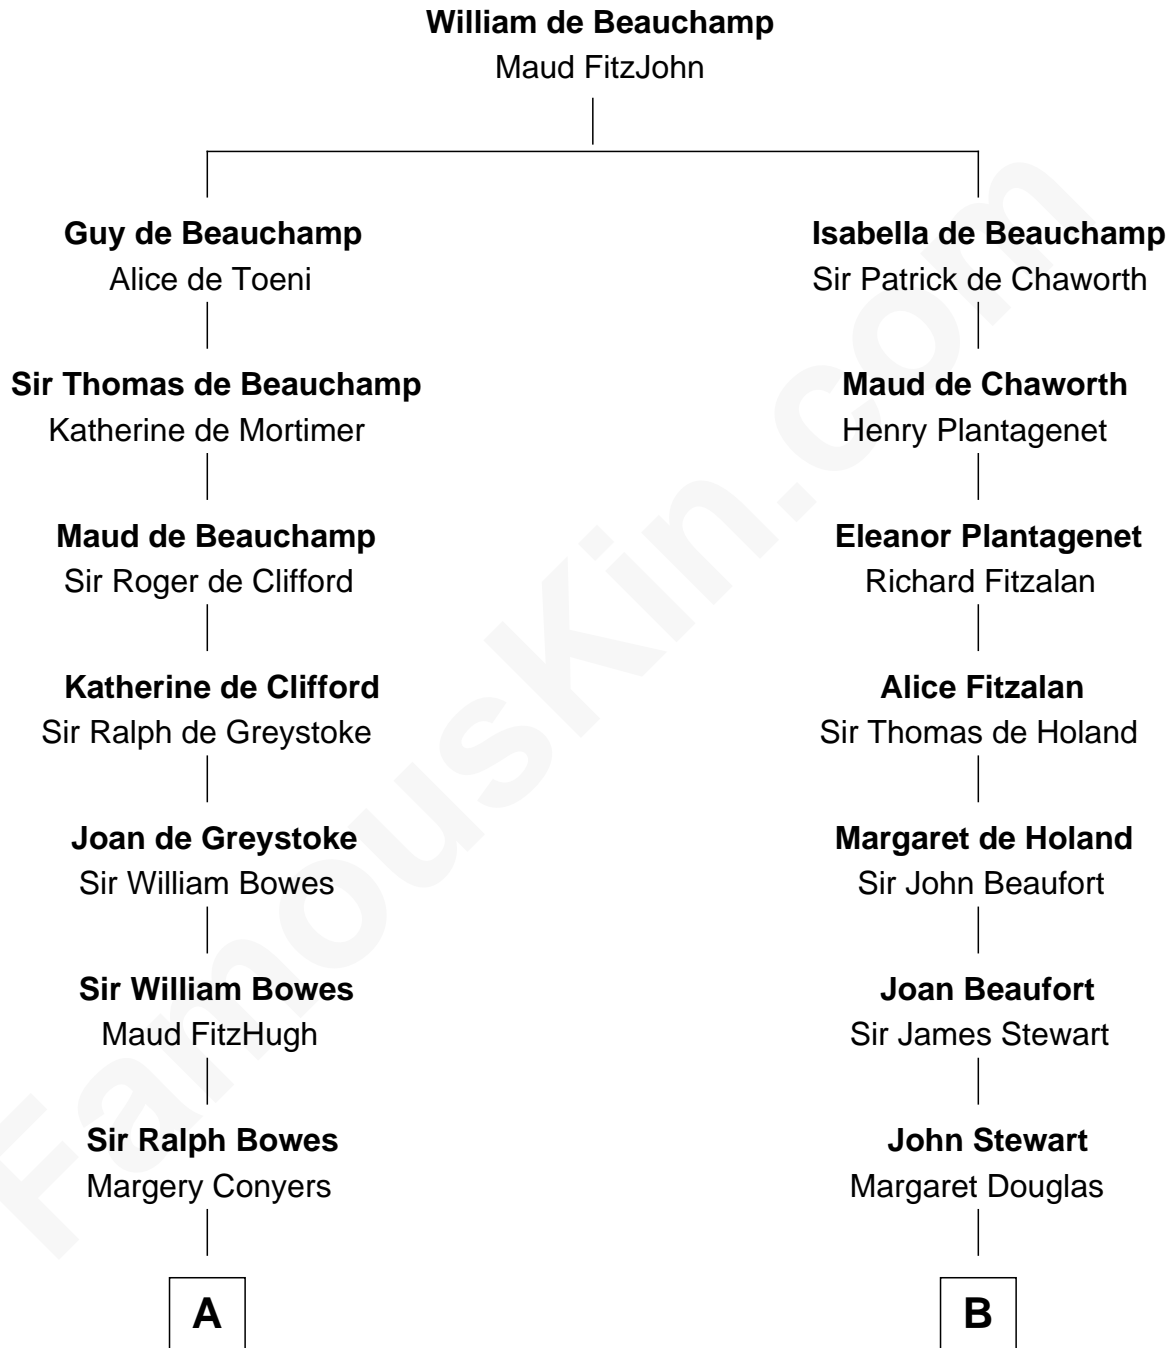 William de Beauchamp
Maud FitzJohn
Guy de Beauchamp
Alice de Toeni
Isabella de Beauchamp
Sir Patrick de Chaworth
Sir Thomas de Beauchamp
Katherine de Mortimer
Maud de Chaworth
Henry Plantagenet
Maud de Beauchamp
Sir Roger de Clifford
Eleanor Plantagenet
Richard Fitzalan
Katherine de Clifford
Sir Ralph de Greystoke
Alice Fitzalan
Sir Thomas de Holand
Joan de Greystoke
Sir William Bowes
Margaret de Holand
Sir John Beaufort
Sir William Bowes
Maud FitzHugh
Joan Beaufort
Sir James Stewart
Sir Ralph Bowes
Margery Conyers
John Stewart
Margaret Douglas
A
B
FamousKin.com